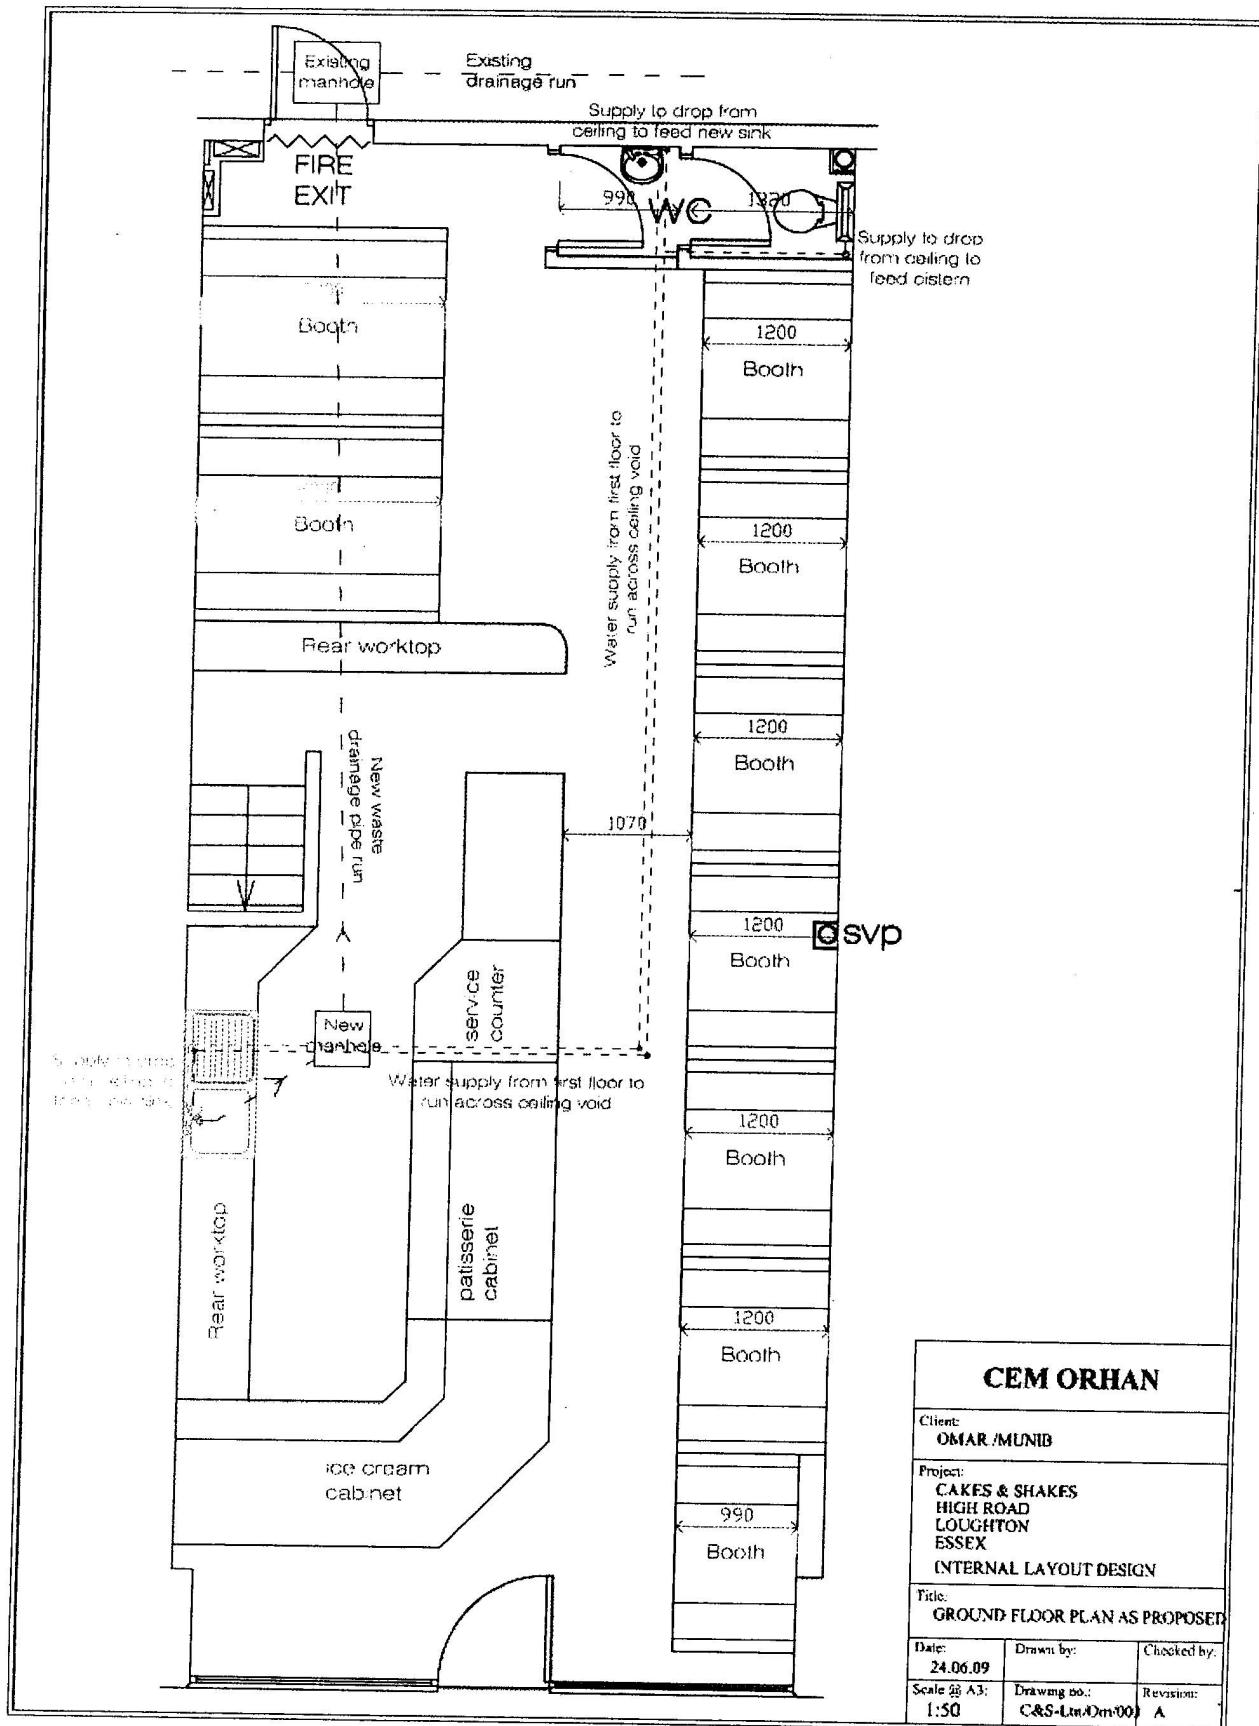 Existing
manhole
Existing
drainage run
Supply to drop from
ceiling to feed new sink
FIRE
EXIT
990
WC
1320
Supply to drop
from ceiling to
feed cistern
Booth
Booth
Rear worktop
Water supply from first floor to
run across ceiling void
1200
Booth
1200
Booth
1200
Booth
1200
Booth
1200
Booth
1200
Booth
990
Booth
svp
1070
New waste
drainage pipe run
service
counter
New
manhole
Supply to drop
Water supply from first floor to
run across ceiling void
patisserie
cabinet
Rear worktop
ice cream
cabinet
CEM ORHAN
Client:
OMAR /MUNIB
Project:
CAKES & SHAKES
HIGH ROAD
LOUGHTON
ESSEX
INTERNAL LAYOUT DESIGN
Title:
GROUND FLOOR PLAN AS PROPOSED
Date:
24.06.09
Drawn by:
Checked by:
Scale @ A3:
1:50
Drawing no.:
Revision:
A